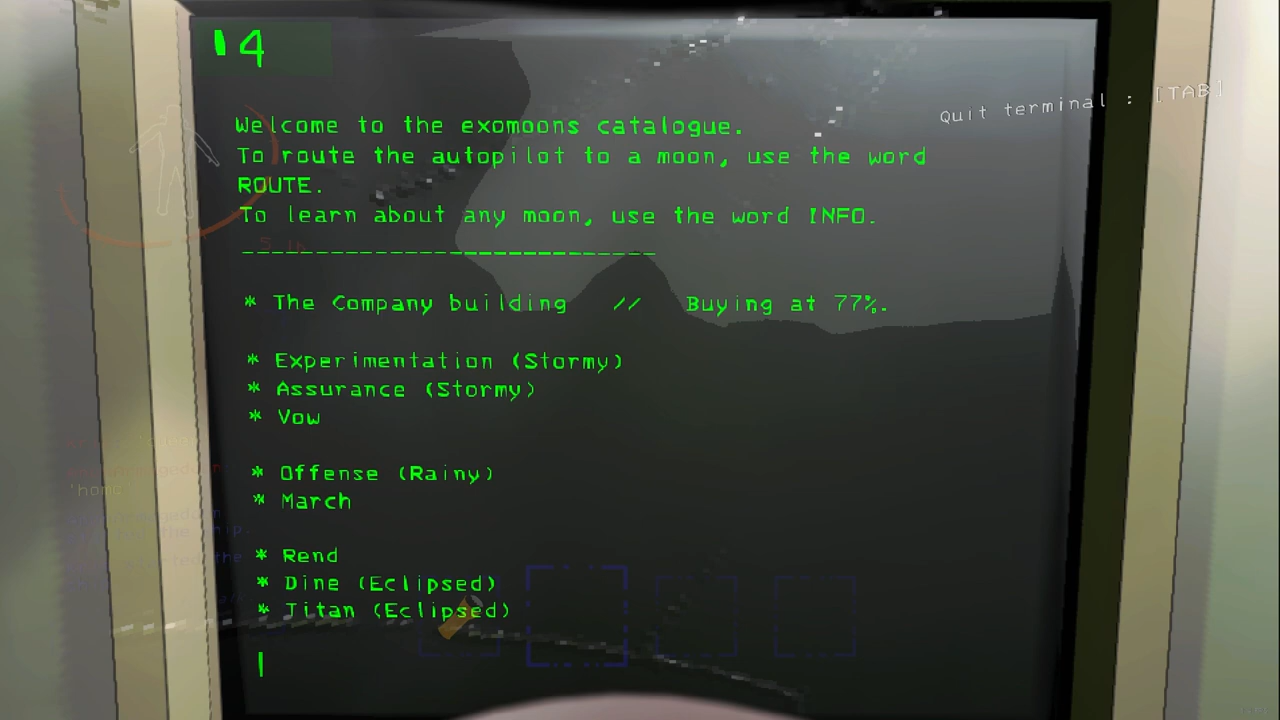 ▮4
Quit terminal : [TAB]
Welcome to the exomoons catalogue.
To route the autopilot to a moon, use the word
ROUTE.
To learn about any moon, use the word INFO.
----------------------------
* The Company building // Buying at 77%.
* Experimentation (Stormy)
* Assurance (Stormy)
* Vow
* Offense (Rainy)
* March
* Rend
* Dine (Eclipsed)
* Titan (Eclipsed)